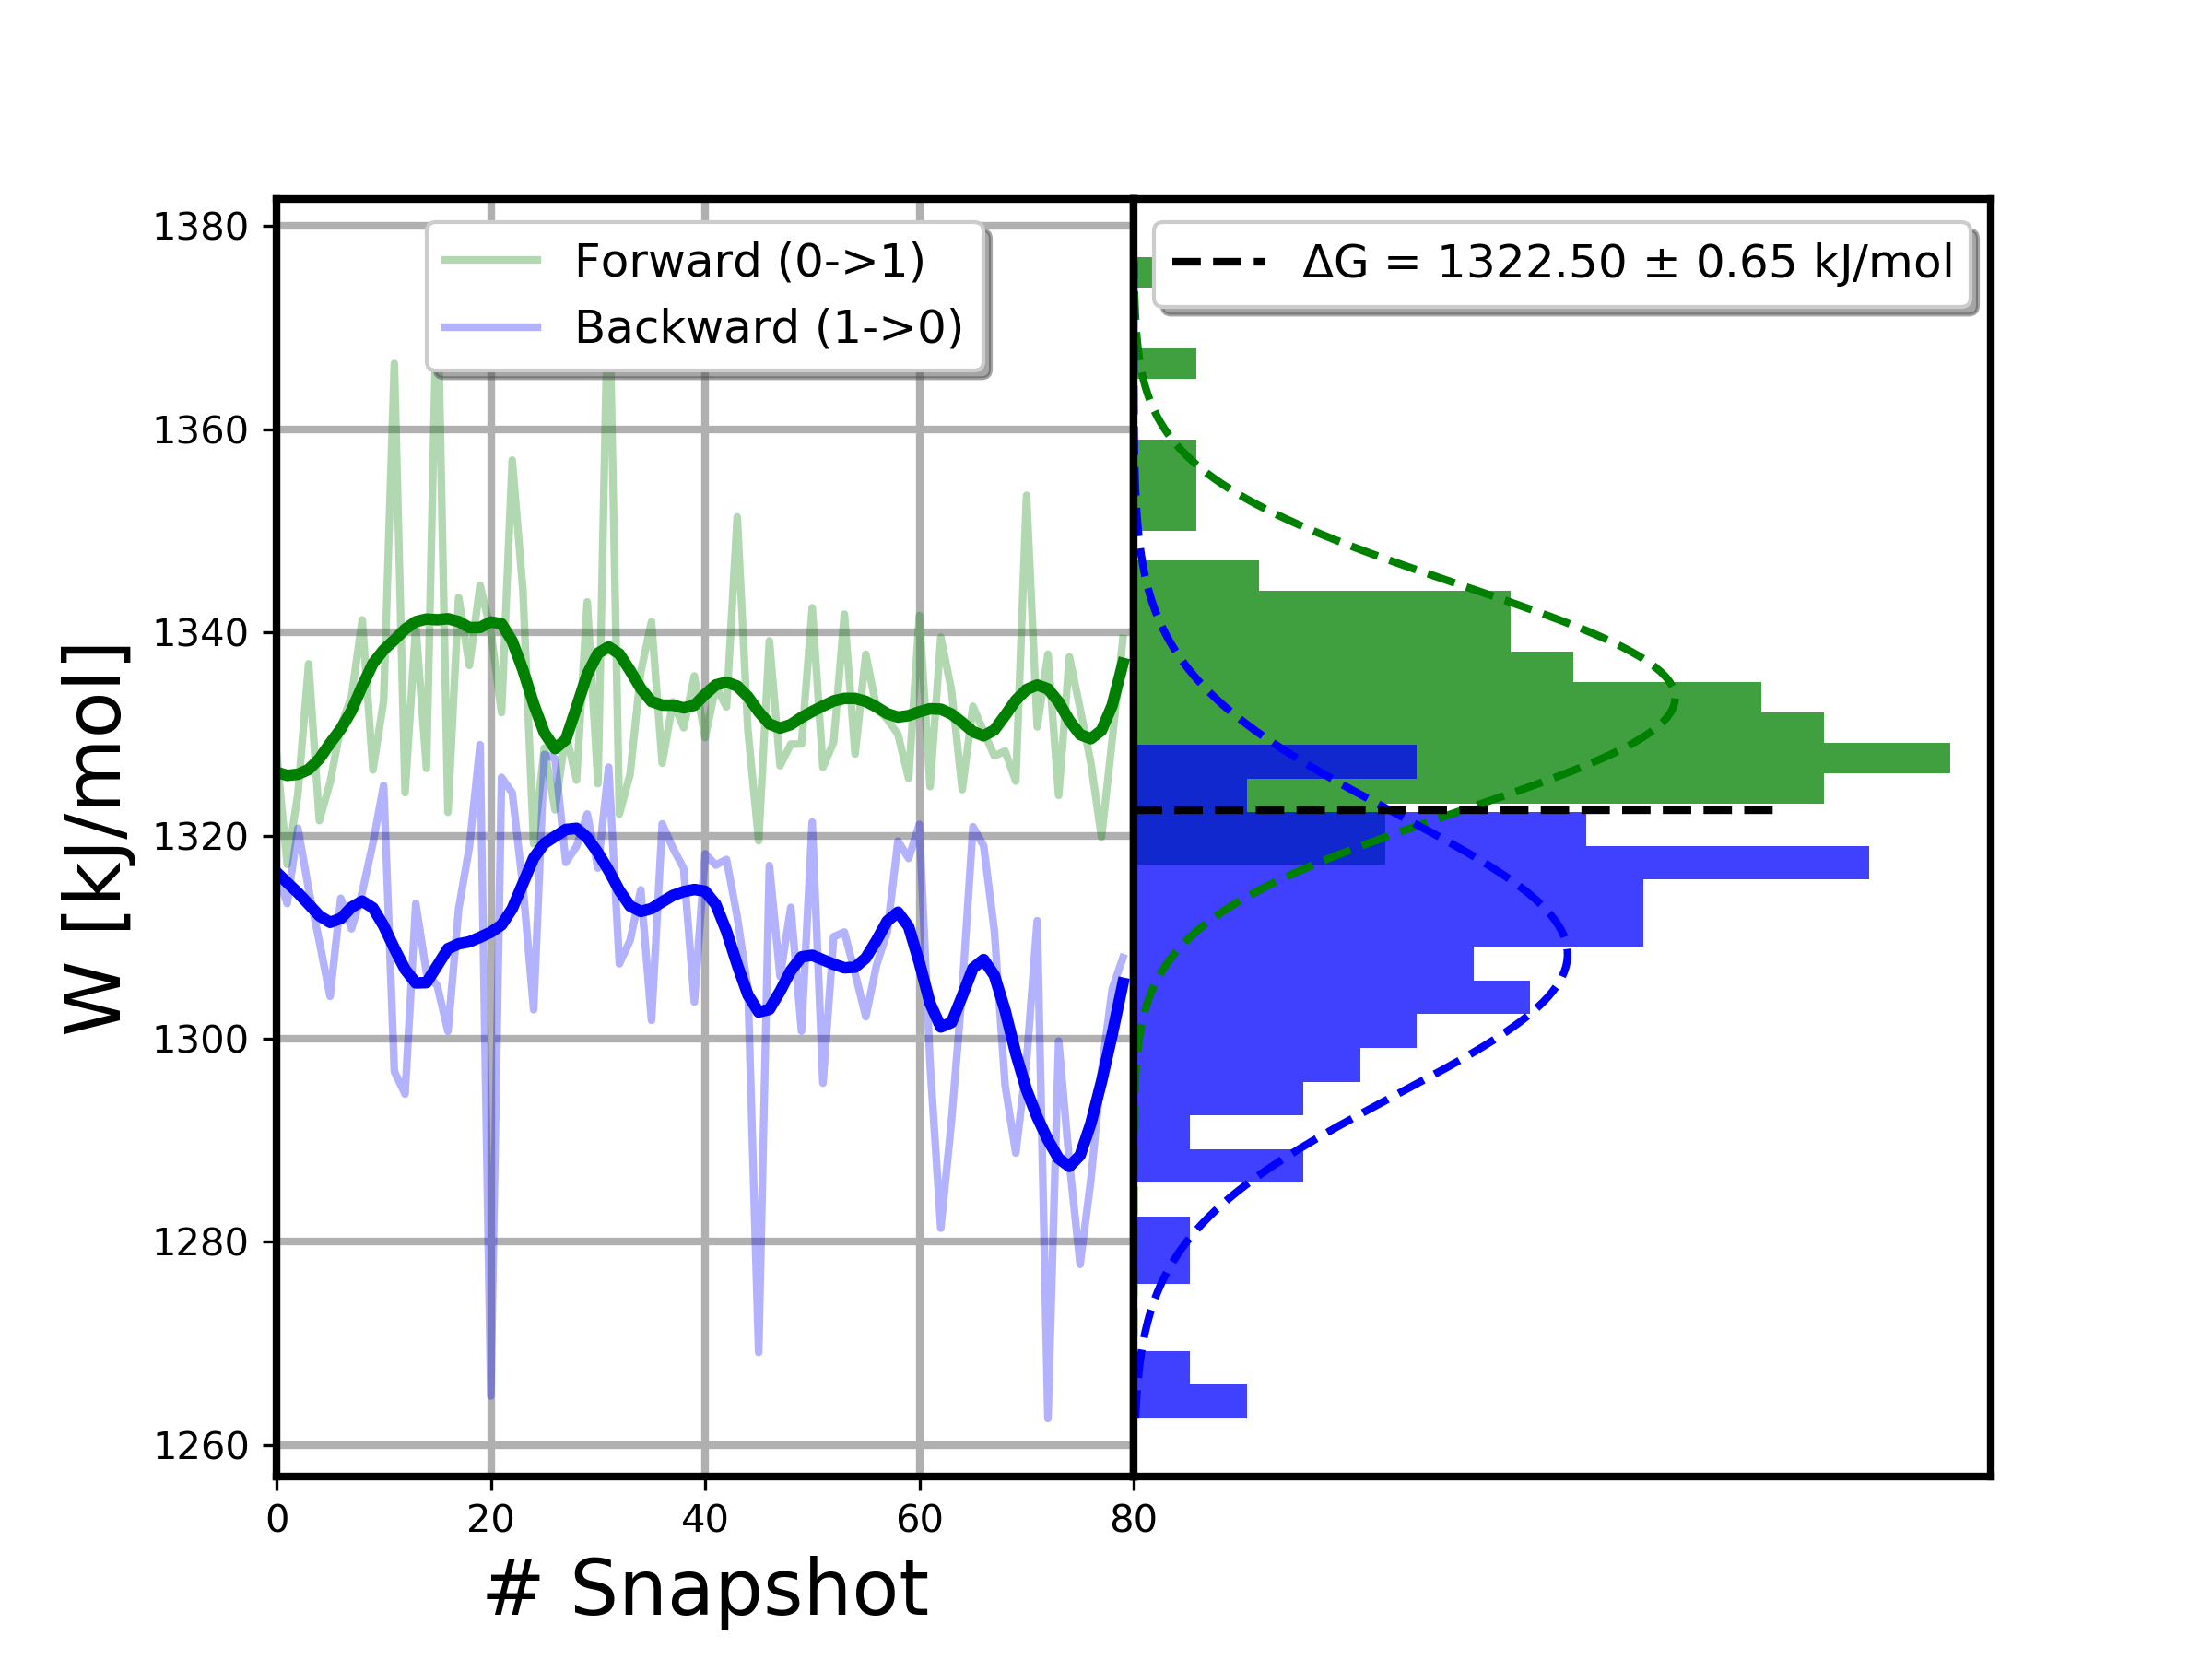 W [kJ/mol]
1380
1360
1340
1320
1300
1280
1260
Forward (0->1)
Backward (1->0)
ΔG = 1322.50 ± 0.65 kJ/mol
0 20 40 60 80
# Snapshot